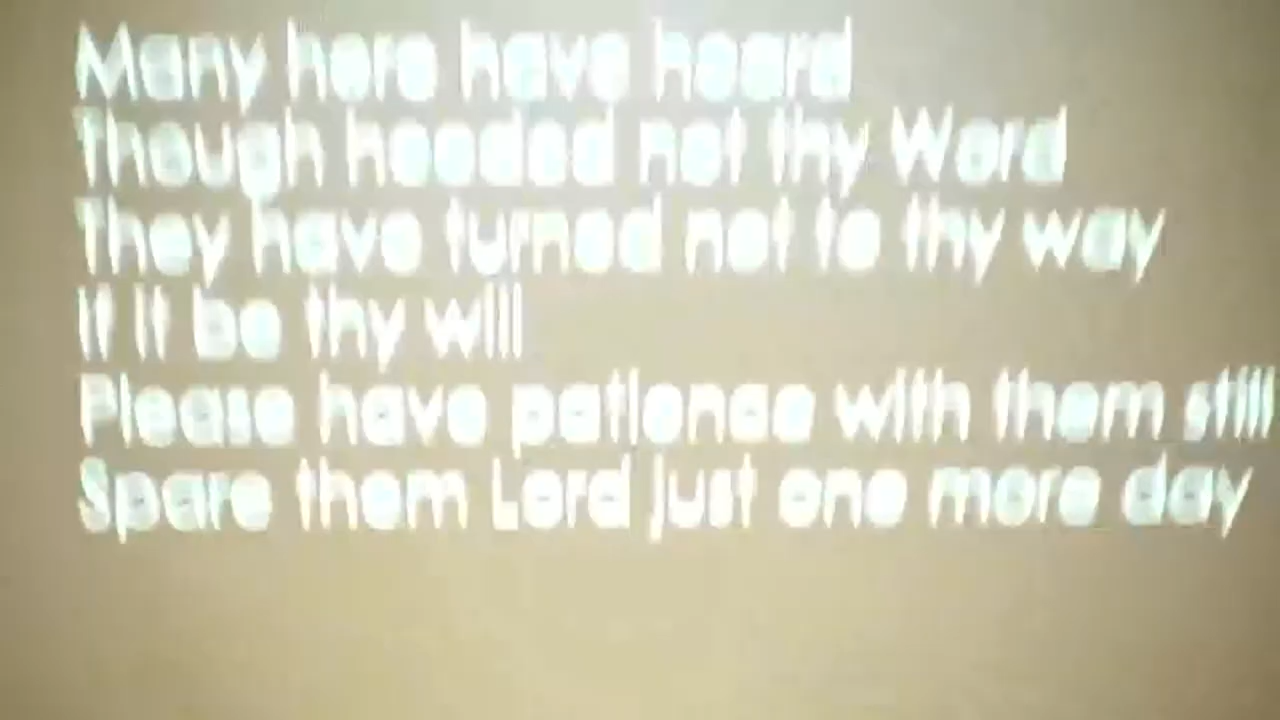 Many here have heard
Though heeded not thy Word
They have turned not to thy way
If it be thy will
Please have patience with them still
Spare them Lord just one more day